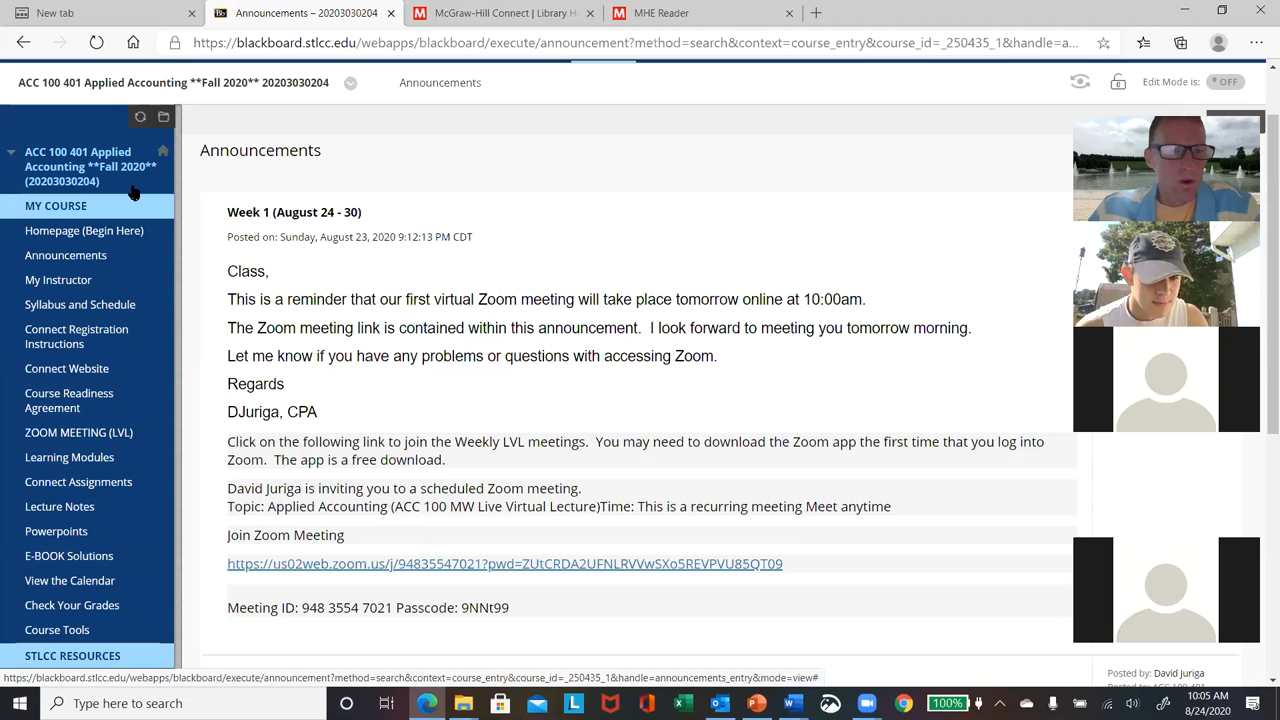 New tab
Announcements – 20203030204
McGraw-Hill Connect | Library H
MHE Reader
https://blackboard.stlcc.edu/webapps/blackboard/execute/announcement?method=search&context=course_entry&course_id=_250435_1&handle=a...
ACC 100 401 Applied Accounting **Fall 2020** 20203030204
Announcements
Edit Mode is:
OFF
ACC 100 401 Applied
Accounting **Fall 2020**
(20203030204)
MY COURSE
Homepage (Begin Here)
Announcements
My Instructor
Syllabus and Schedule
Connect Registration
Instructions
Connect Website
Course Readiness
Agreement
ZOOM MEETING (LVL)
Learning Modules
Connect Assignments
Lecture Notes
Powerpoints
E-BOOK Solutions
View the Calendar
Check Your Grades
Course Tools
STLCC RESOURCES
Announcements
Week 1 (August 24 - 30)
Posted on: Sunday, August 23, 2020 9:12:13 PM CDT
Class,
This is a reminder that our first virtual Zoom meeting will take place tomorrow online at 10:00am.
The Zoom meeting link is contained within this announcement.  I look forward to meeting you tomorrow morning.
Let me know if you have any problems or questions with accessing Zoom.
Regards
DJuriga, CPA
Click on the following link to join the Weekly LVL meetings.  You may need to download the Zoom app the first time that you log into
Zoom.  The app is a free download.
David Juriga is inviting you to a scheduled Zoom meeting.
Topic: Applied Accounting (ACC 100 MW Live Virtual Lecture)Time: This is a recurring meeting Meet anytime
Join Zoom Meeting
https://us02web.zoom.us/j/94835547021?pwd=ZUtCRDA2UFNLRVVwSXo5REVPVU85QT09
Meeting ID: 948 3554 7021 Passcode: 9NNt99
Posted by: David Juriga
https://blackboard.stlcc.edu/webapps/blackboard/execute/announcement?method=search&context=course_entry&course_id=_250435_1&handle=announcements_entry&mode=view#
Type here to search
100%
10:05 AM
8/24/2020